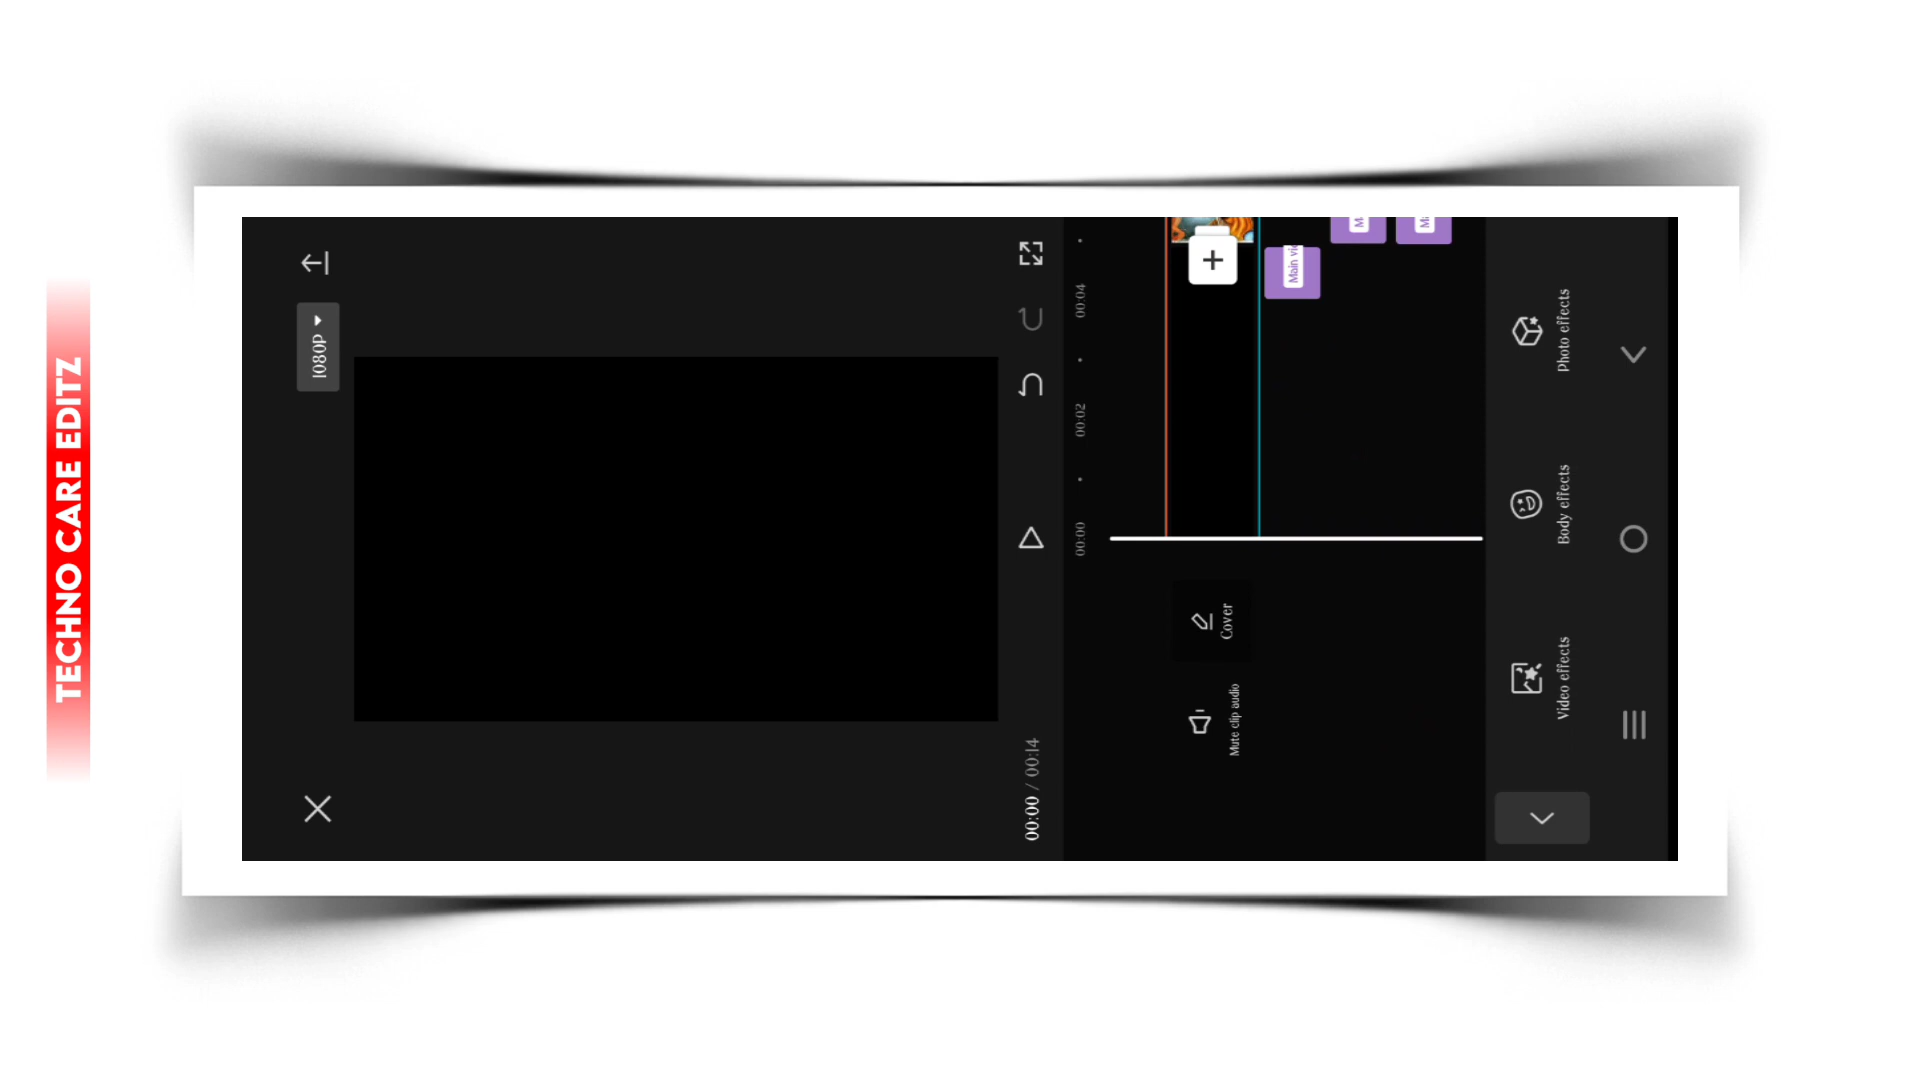 TECHNO CARE EDITZ
1080P
00:00 / 00:14
00:00
00:02
00:04
Mute clip audio
Cover
Main vi
M
M
Video effects
Body effects
Photo effects